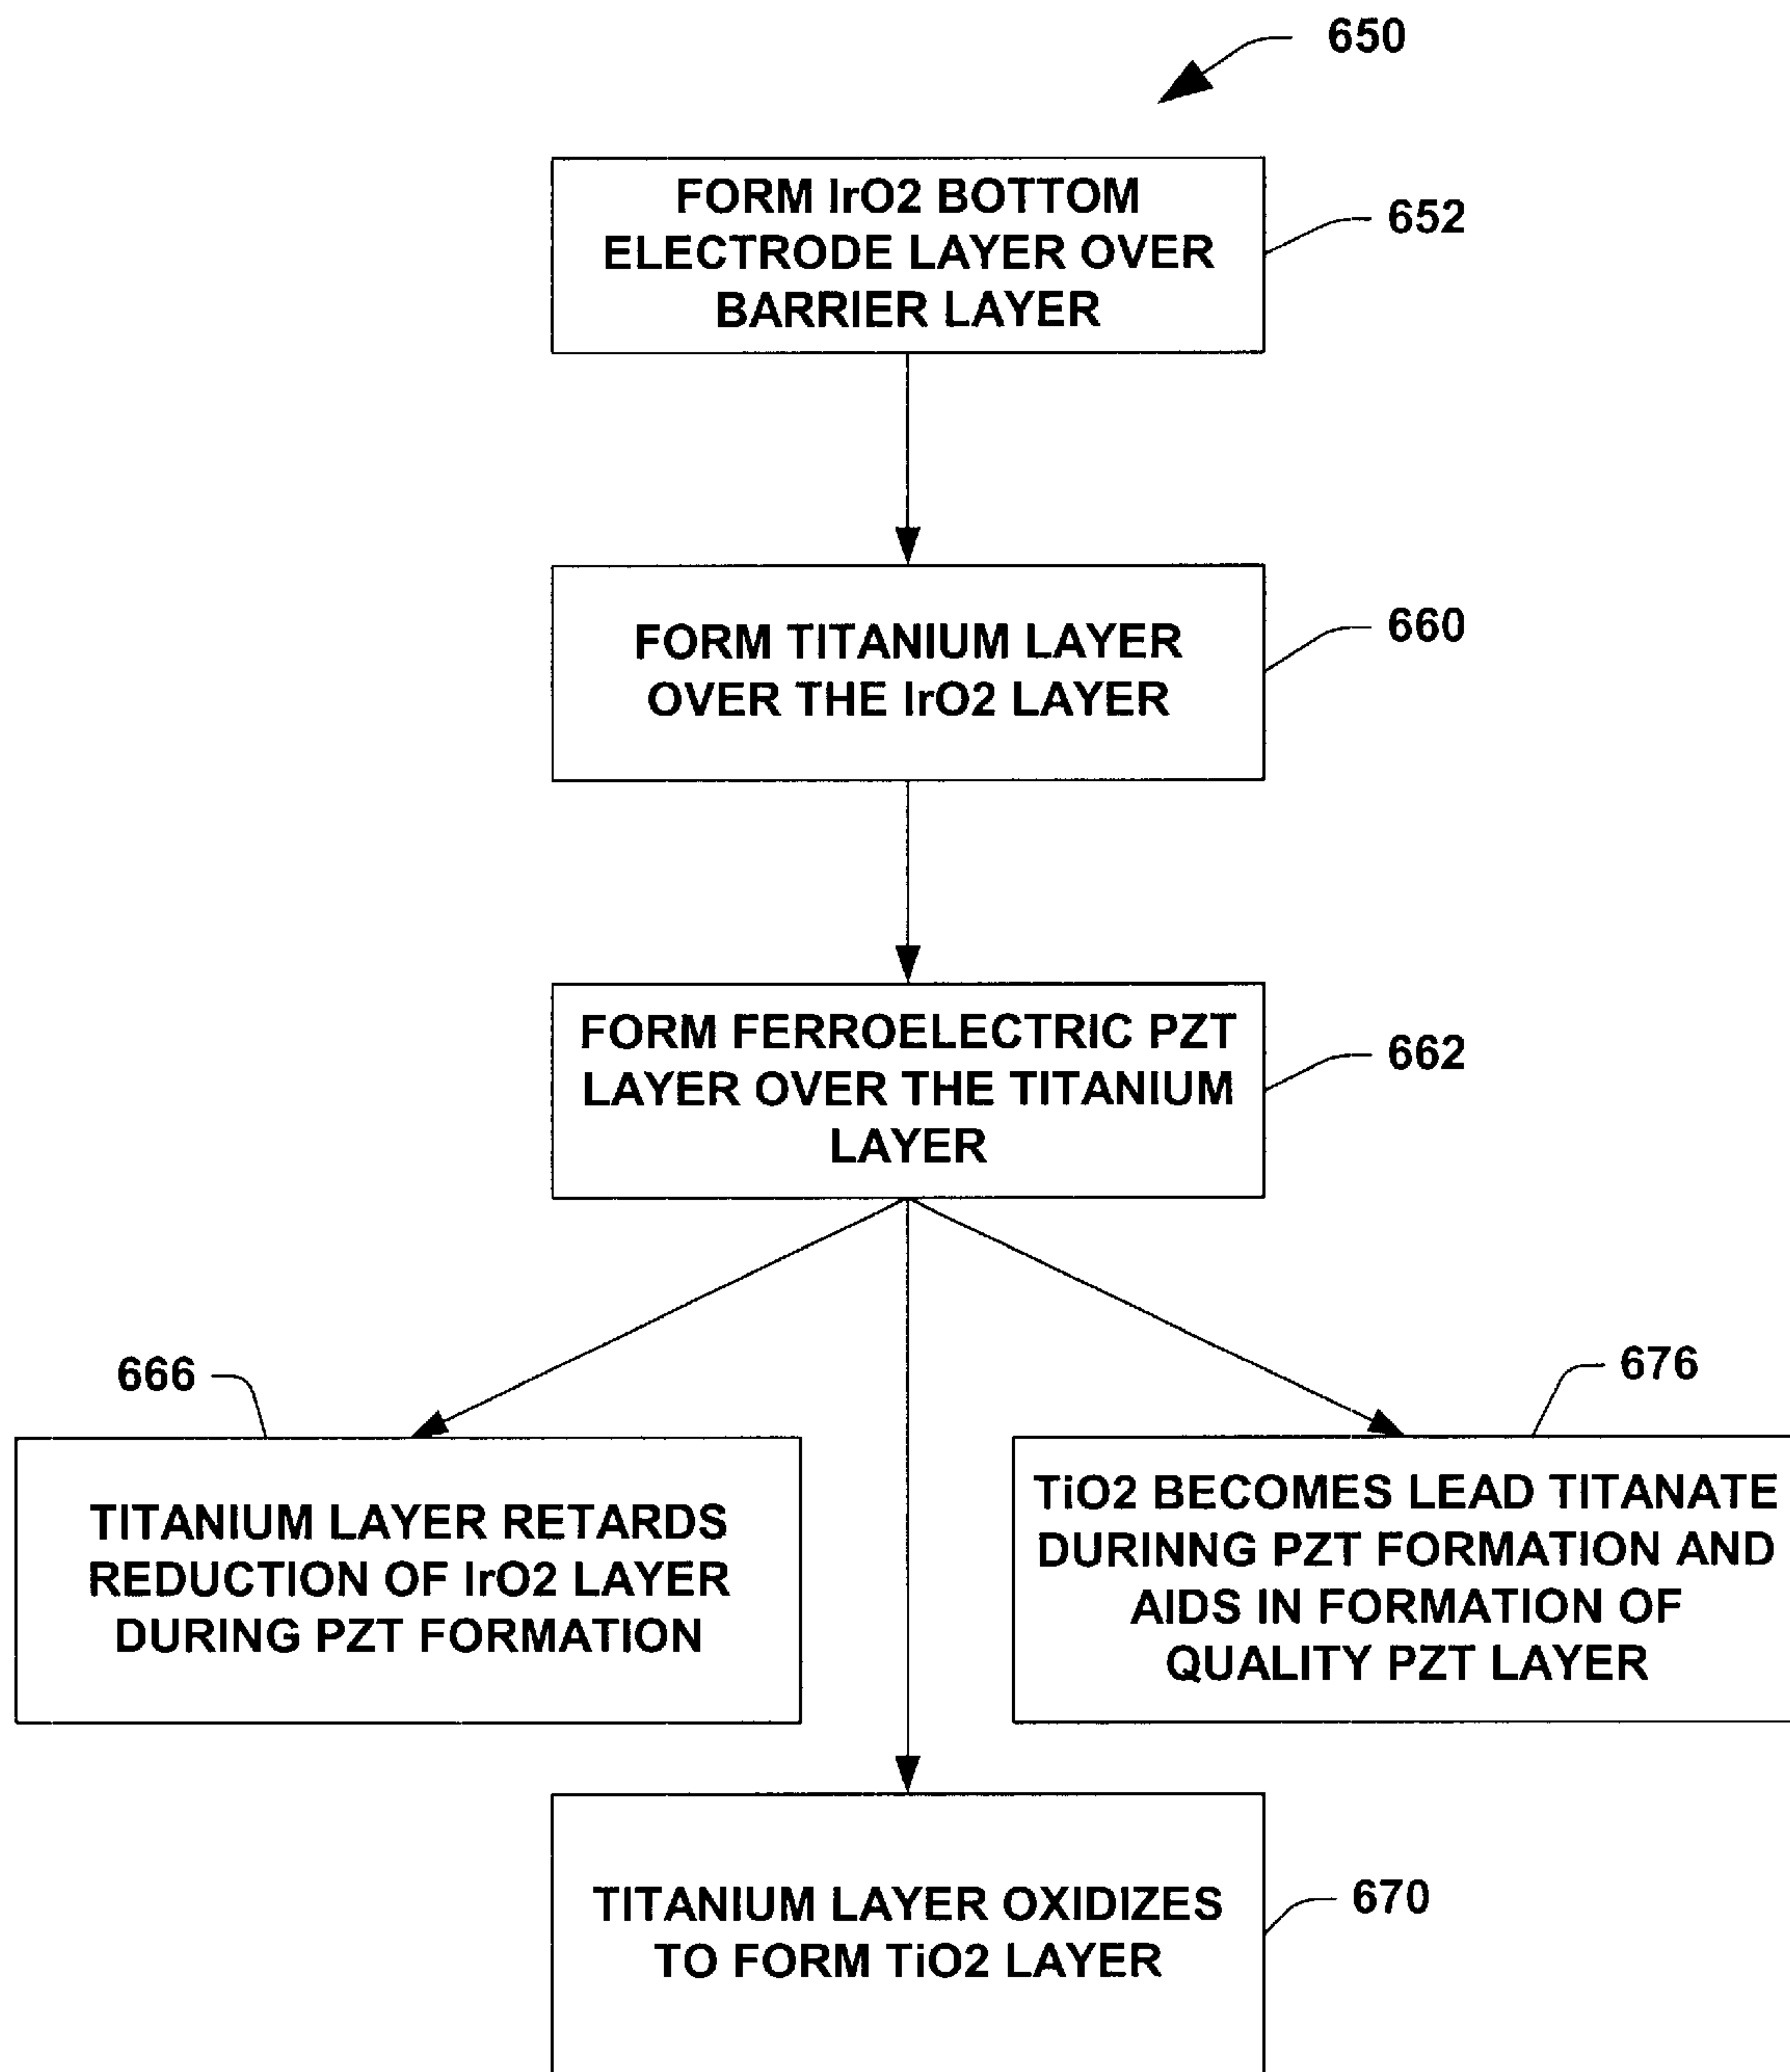 650
FORM IrO2 BOTTOM
ELECTRODE LAYER OVER
BARRIER LAYER
652
FORM TITANIUM LAYER
OVER THE IrO2 LAYER
660
FORM FERROELECTRIC PZT
LAYER OVER THE TITANIUM
LAYER
662
666
TITANIUM LAYER RETARDS
REDUCTION OF IrO2 LAYER
DURING PZT FORMATION
676
TiO2 BECOMES LEAD TITANATE
DURINNG PZT FORMATION AND
AIDS IN FORMATION OF
QUALITY PZT LAYER
TITANIUM LAYER OXIDIZES
TO FORM TiO2 LAYER
670